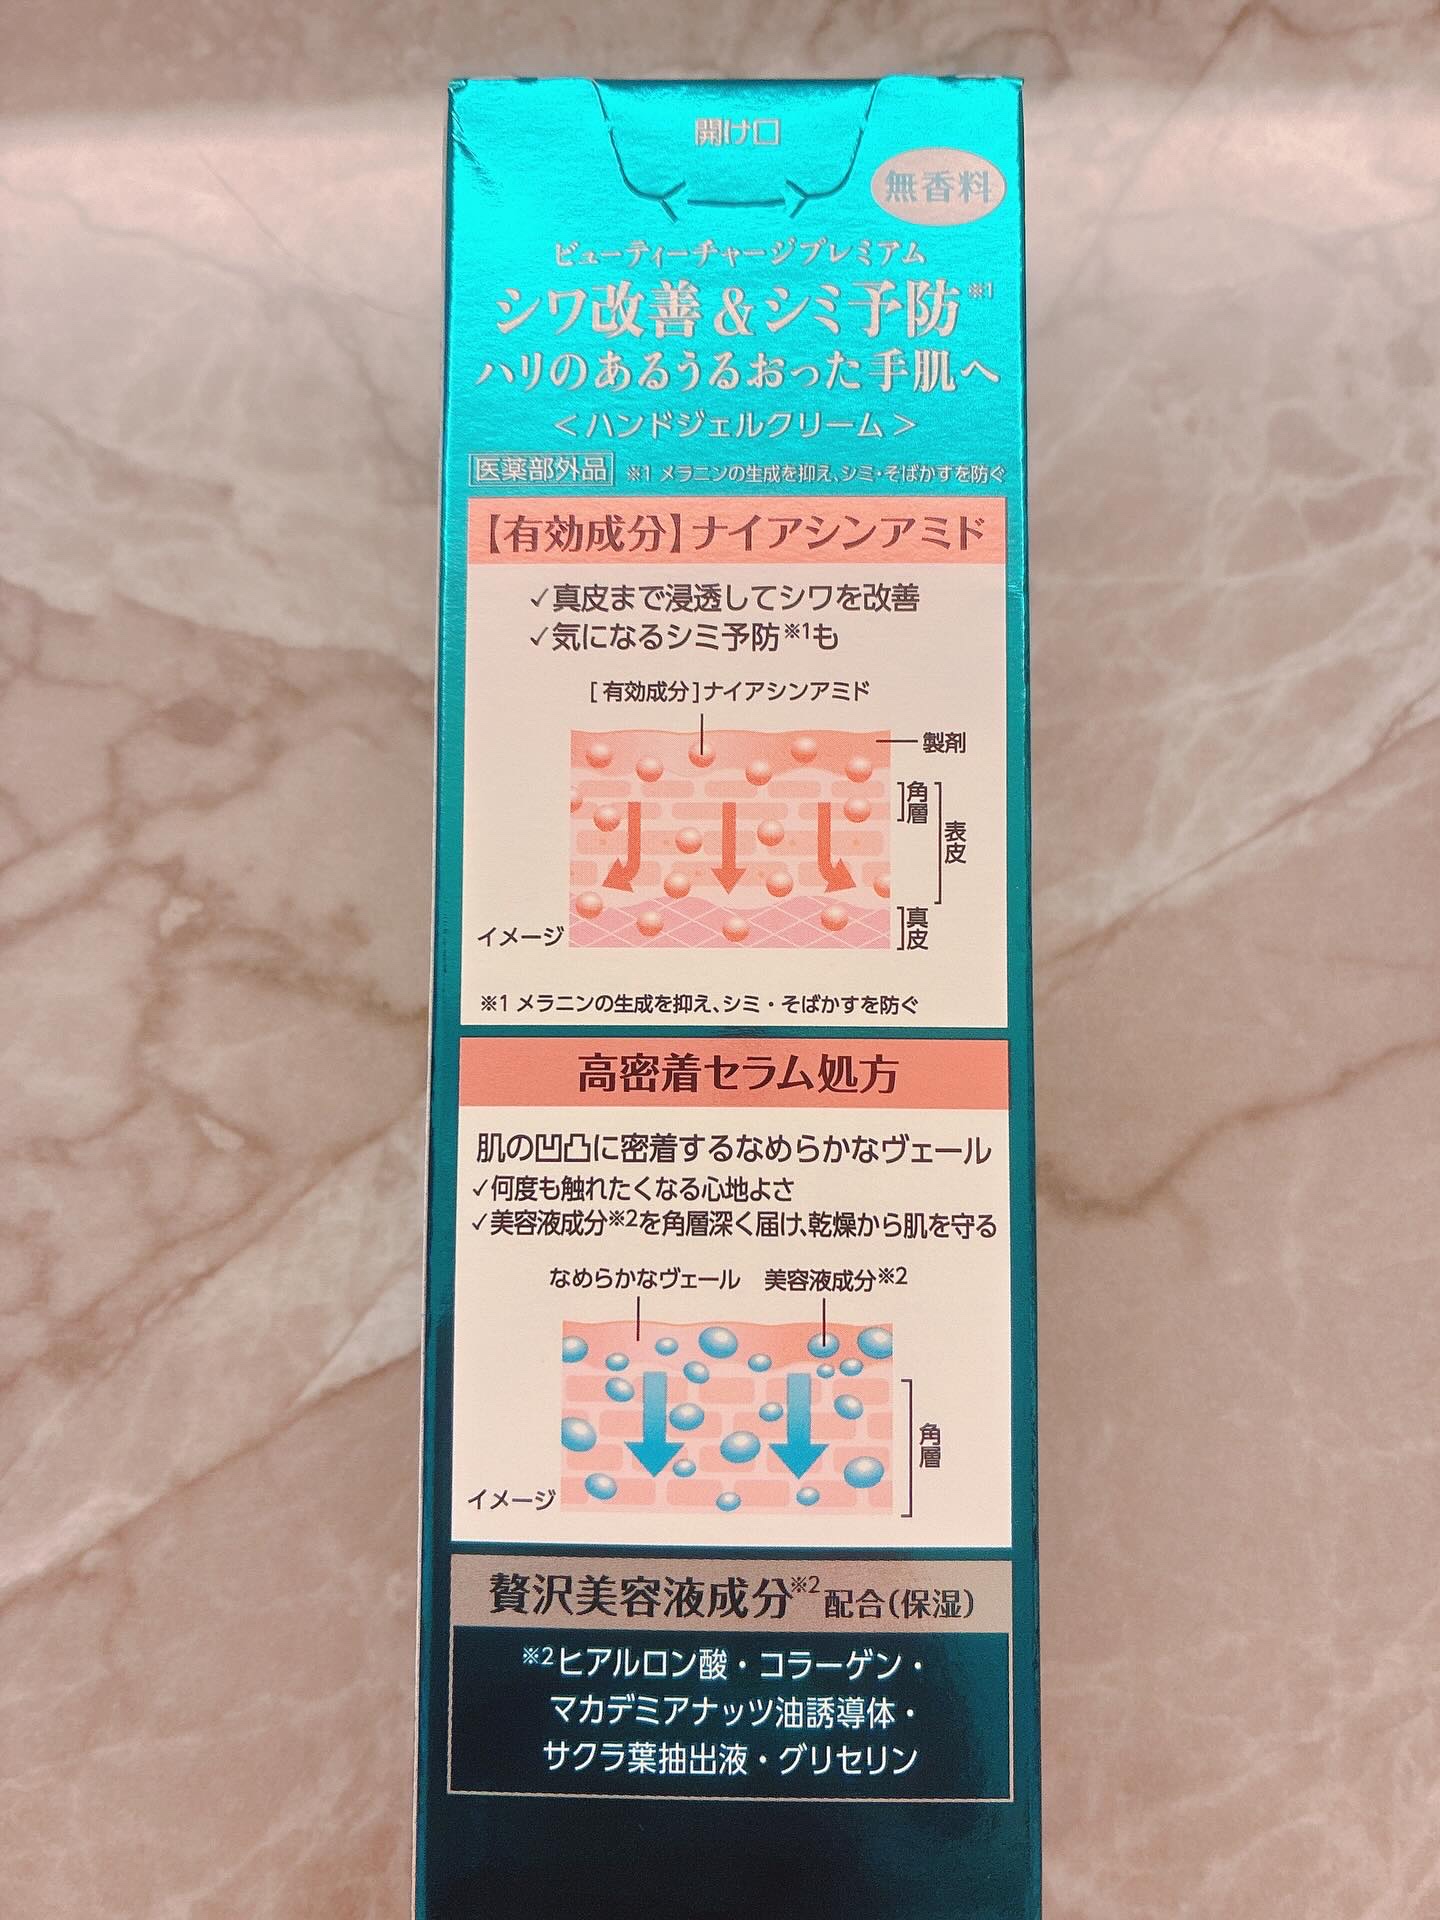 開け口
無香料
ビューティーチャージプレミアム
シワ改善&シミ予防※1
ハリのあるうるおった手肌へ
<ハンドジェルクリーム>
医薬部外品 ※1 メラニンの生成を抑え、シミ・そばかすを防ぐ
【有効成分】ナイアシンアミド
✓真皮まで浸透してシワを改善
✓気になるシミ予防※1も
[有効成分]ナイアシンアミド
製剤
角層
表皮
真皮
イメージ
※1 メラニンの生成を抑え、シミ・そばかすを防ぐ
高密着セラム処方
肌の凹凸に密着するなめらかなヴェール
✓何度も触れたくなる心地よさ
✓美容液成分※2を角層深く届け、乾燥から肌を守る
なめらかなヴェール 美容液成分※2
角層
イメージ
贅沢美容液成分※2配合(保湿)
※2ヒアルロン酸・コラーゲン・
マカデミアナッツ油誘導体・
サクラ葉抽出液・グリセリン